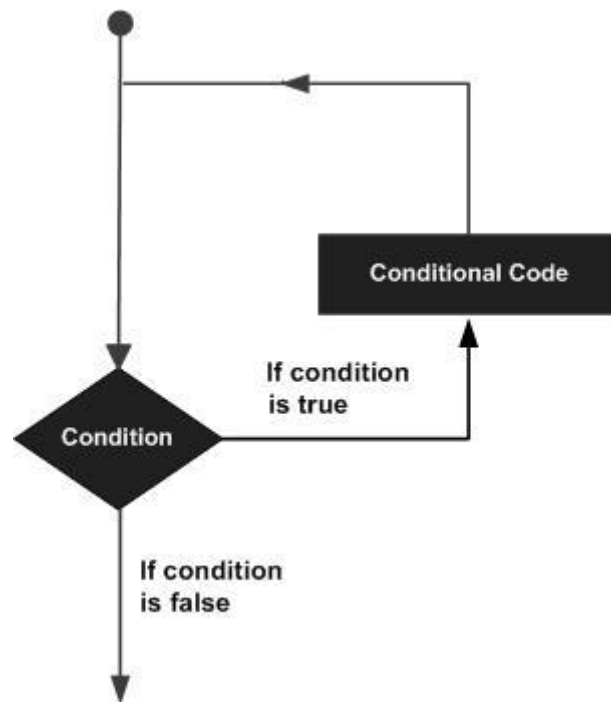 Conditional Code
If condition
is true
Condition
If condition
is false